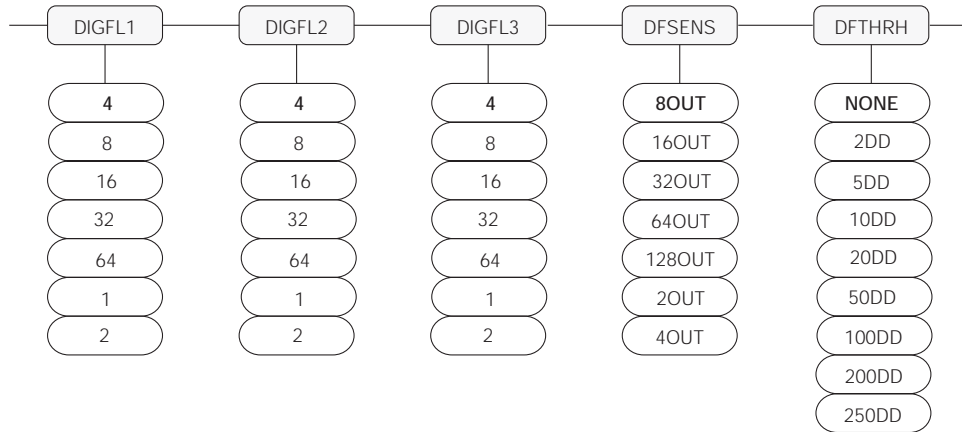 DIGFL1 DIGFL2 DIGFL3 DFSENS DFTHRH
4 4 4 8OUT NONE
8 8 8 16OUT 2DD
16 16 16 32OUT 5DD
32 32 32 64OUT 10DD
64 64 64 128OUT 20DD
1 1 1 2OUT 50DD
2 2 2 4OUT 100DD
200DD
250DD